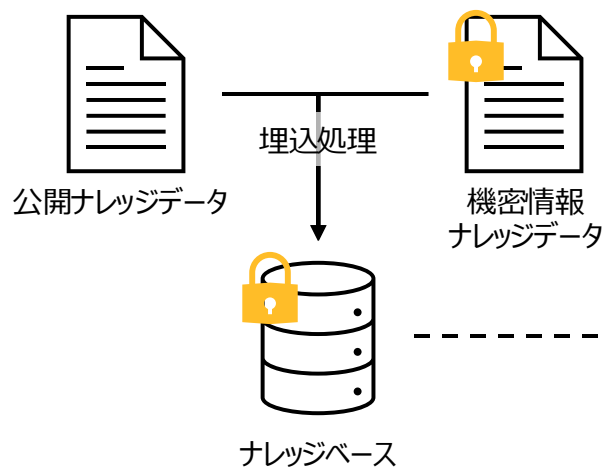 埋込処理
公開ナレッジデータ
機密情報
ナレッジデータ
ナレッジベース